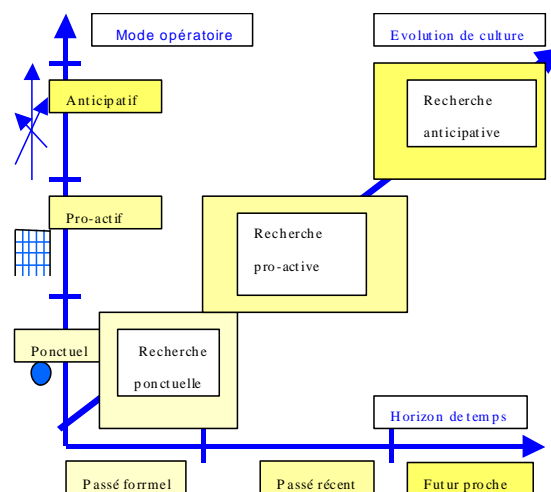 Mode opératoire
Evolution de culture
Anticipatif
Recherche
anticipative
Pro-actif
Recherche
pro-active
Ponctuel
Recherche
ponctuelle
Horizon de temps
Passé forrmel
Passé récent
Futur proche